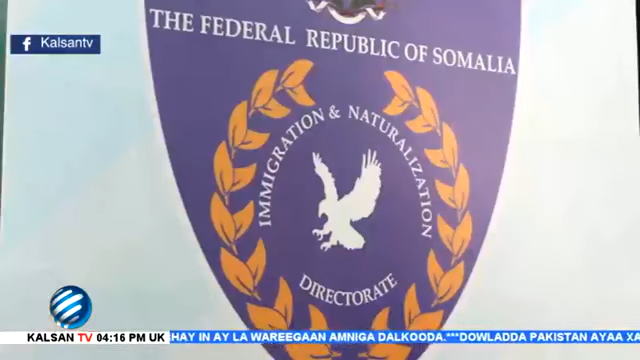 Kalsantv
THE FEDERAL REPUBLIC OF SOMALIA
IMMIGRATION & NATURALIZATION
DIRECTORATE
KALSAN TV 04:16 PM UK HAY IN AY LA WAREEGAAN AMNIGA DALKOODA.***DOWLADDA PAKISTAN AYAA XA